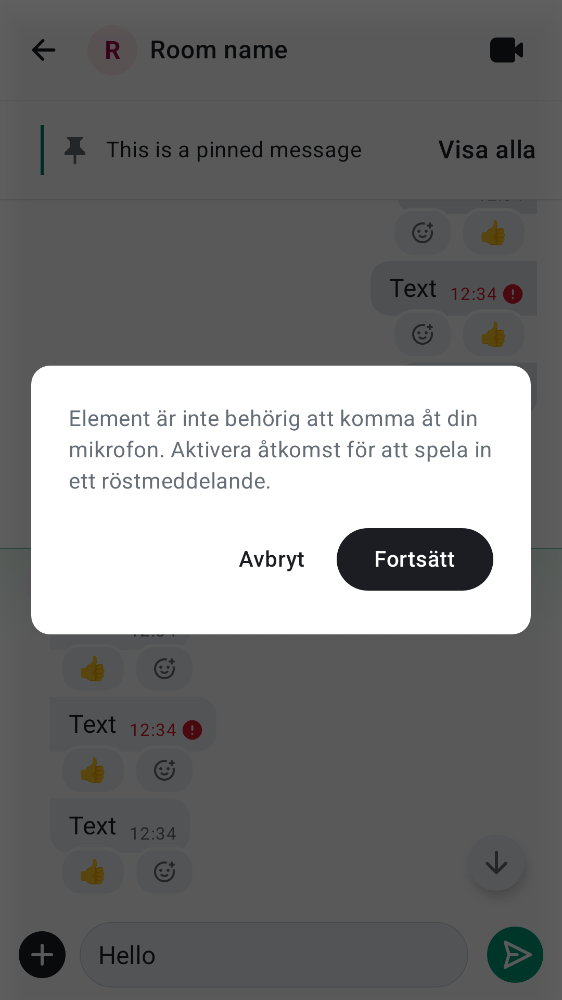 R Room name
This is a pinned message Visa alla
Text 12:34
Element är inte behörig att komma åt din
mikrofon. Aktivera åtkomst för att spela in
ett röstmeddelande.
Avbryt Fortsätt
Text 12:34
Text 12:34
Hello